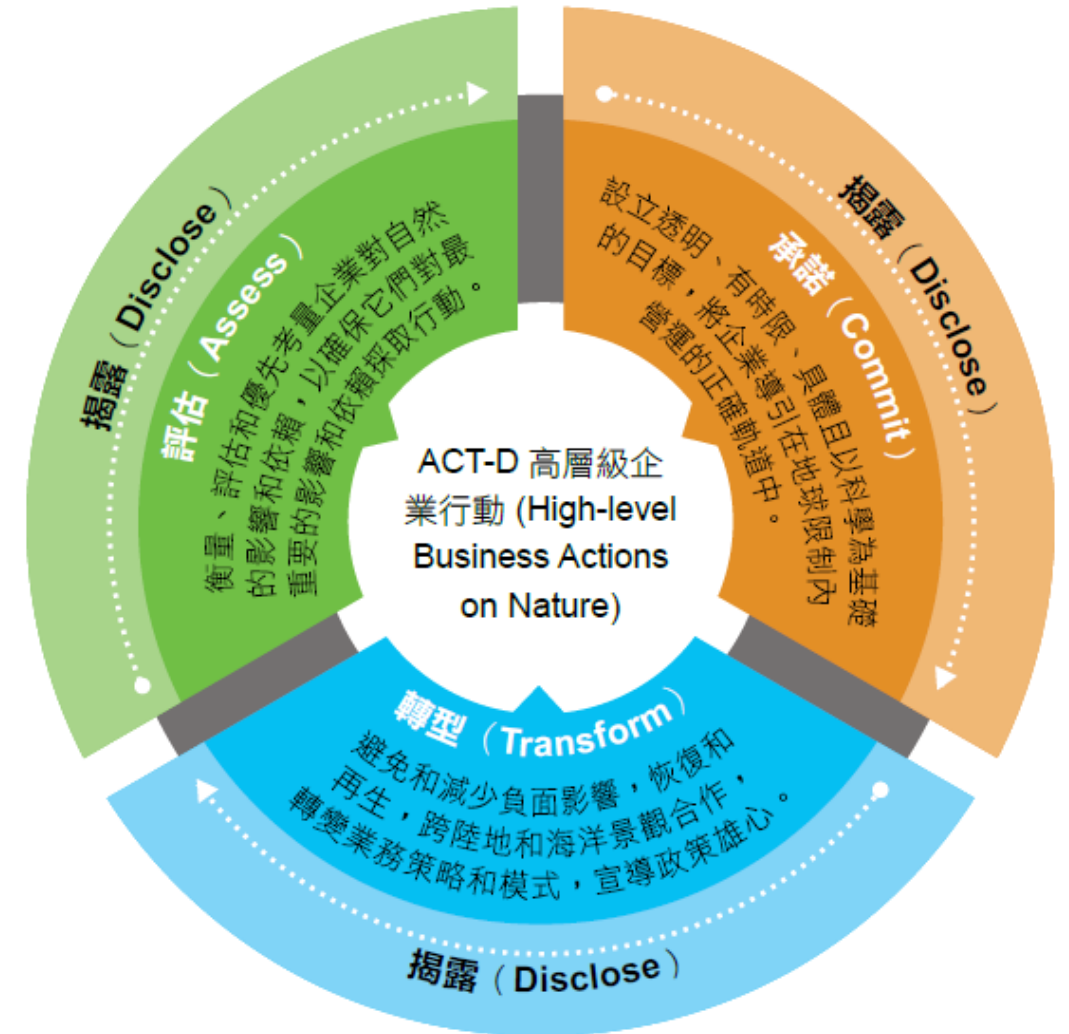 揭露（Disclose）
評估（Assess）
衡量、評估和優先考量企業對自然
的影響和依賴，以確保它們對最
重要的影響和依賴採取行動。
揭露（Disclose）
承諾（Commit）
設立透明、有時限、具體且以科學為基礎
的目標，將企業導引在地球限制內
營運的正確軌道中。
ACT-D 高層級企
業行動 (High-level
Business Actions
on Nature)
轉型（Transform）
避免和減少負面影響，恢復和
再生，跨陸地和海洋景觀合作，
轉變業務策略和模式，宣導政策雄心。
揭露（Disclose）